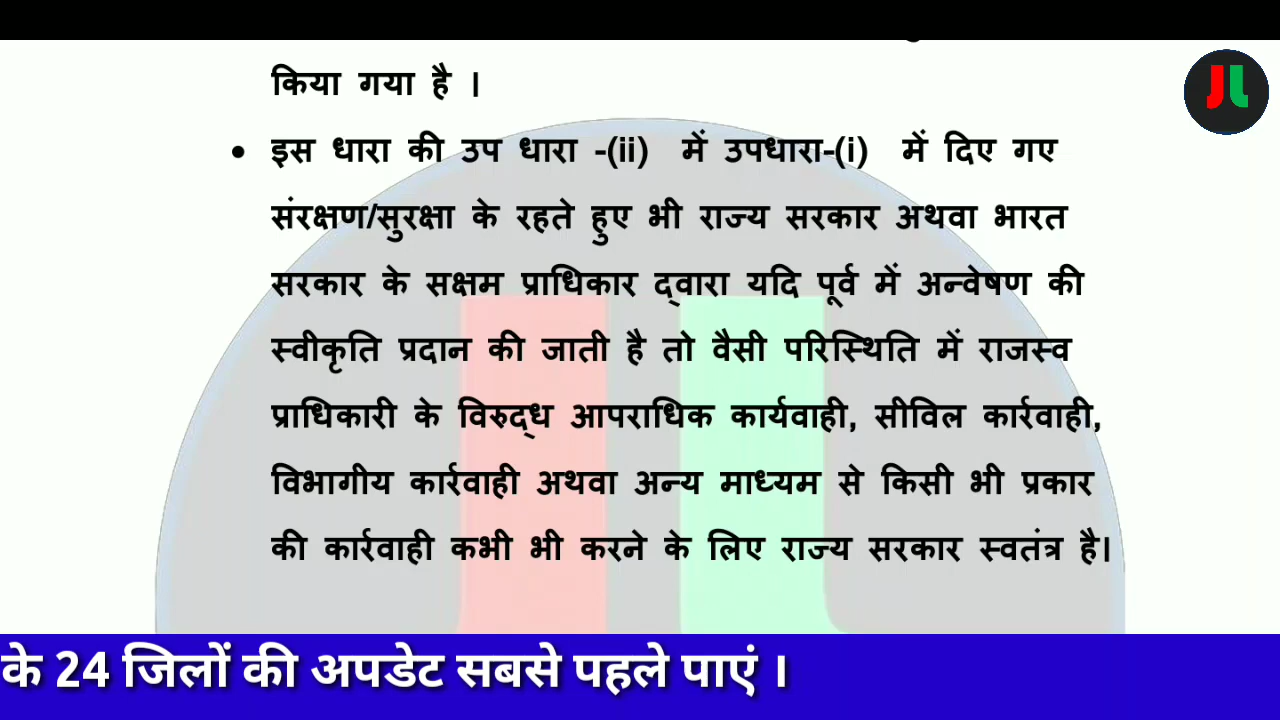 किया गया है ।
• इस धारा की उप धारा -(ii) में उपधारा-(i) में दिए गए
संरक्षण/सुरक्षा के रहते हुए भी राज्य सरकार अथवा भारत
सरकार के सक्षम प्राधिकार द्वारा यदि पूर्व में अन्वेषण की
स्वीकृति प्रदान की जाती है तो वैसी परिस्थिति में राजस्व
प्राधिकारी के विरुद्ध आपराधिक कार्यवाही, सीविल कार्रवाही,
विभागीय कार्रवाही अथवा अन्य माध्यम से किसी भी प्रकार
की कार्रवाही कभी भी करने के लिए राज्य सरकार स्वतंत्र है।
के 24 जिलों की अपडेट सबसे पहले पाएं ।
JL